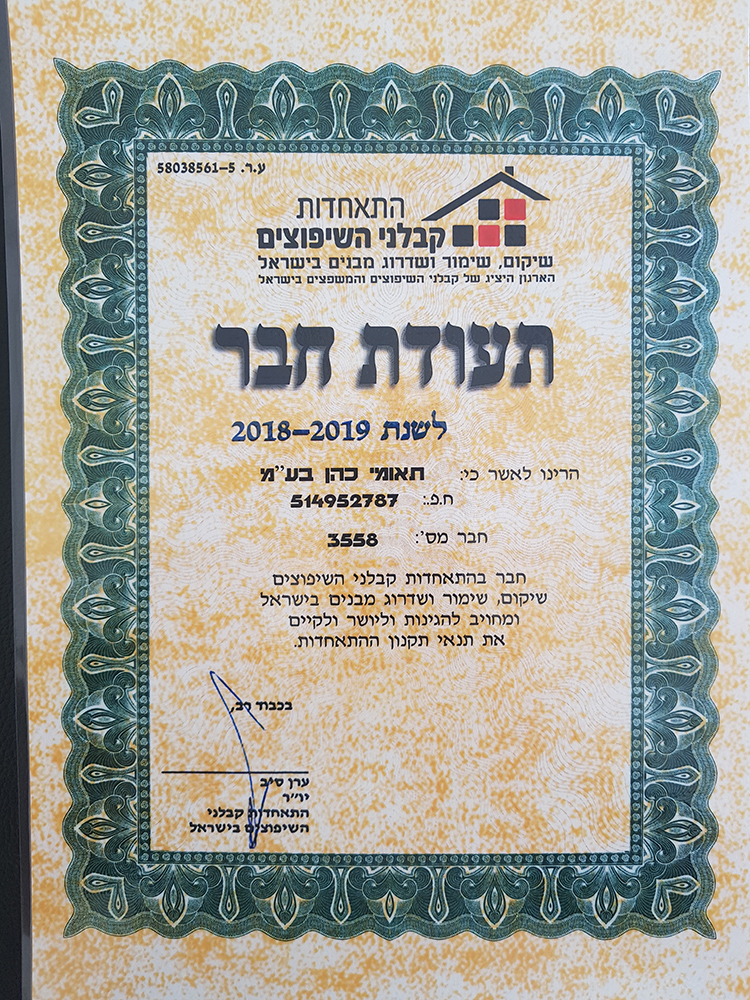 ע.ר. 58038561-5
התאחדות
קבלני השיפוצים
שיקום, שימור ושדרוג מבנים בישראל
הארגון היציג של קבלני השיפוצים והמשפצים בישראל
תעודת חבר
לשנת 2018-2019
הרינו לאשר כי: תאומי כהן בע"מ
ח.פ.: 514952787
חבר מס': 3558
חבר בהתאחדות קבלני השיפוצים
שיקום, שימור ושדרוג מבנים בישראל
ומחויב להגינות וליושר ולקיים
את תנאי תקנון ההתאחדות.
בכבוד רב,
ערן סיב
יו"ר
התאחדות קבלני
השיפוצים בישראל